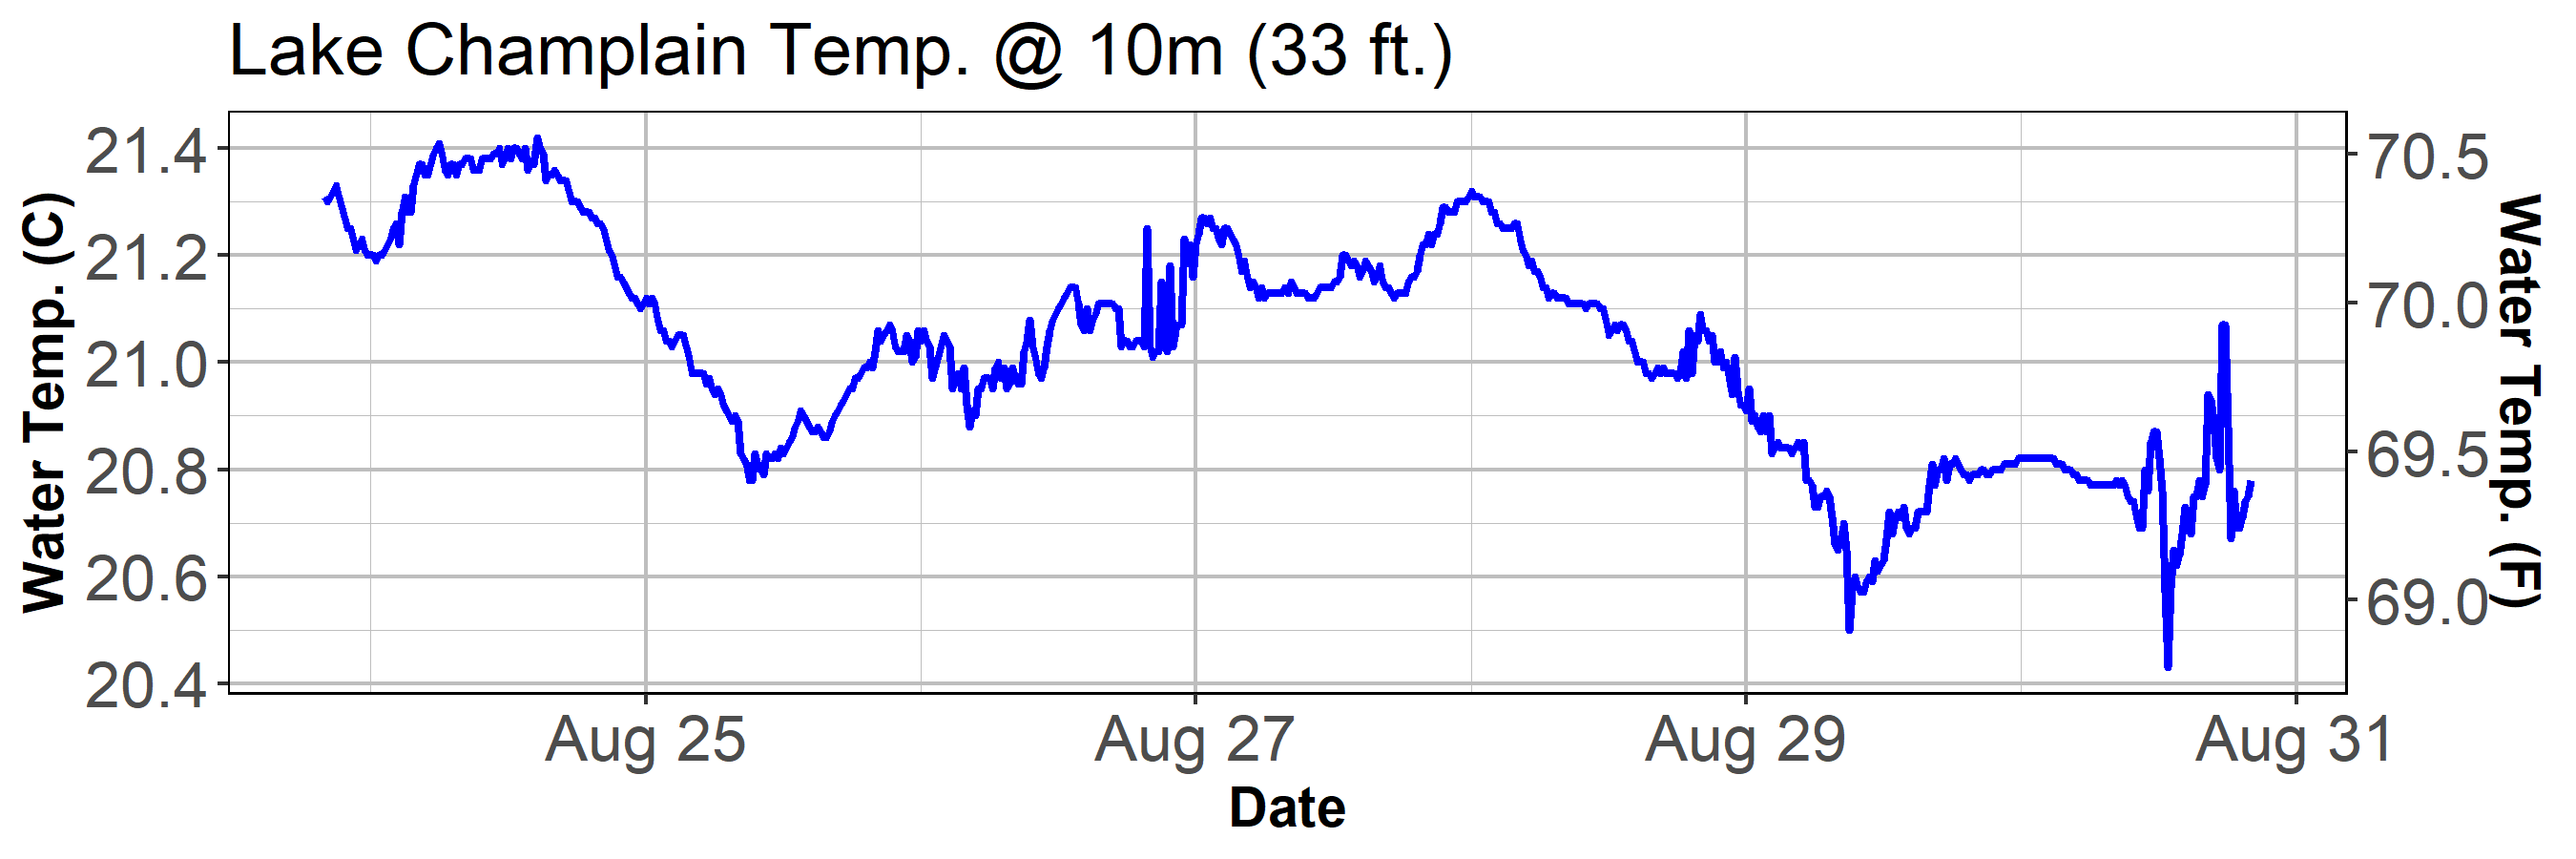 Lake Champlain Temp. @ 10m (33 ft.)
Water Temp. (C)
21.4
21.2
21.0
20.8
20.6
20.4
70.5
70.0
69.5
69.0
Water Temp. (F)
Aug 25
Aug 27
Aug 29
Aug 31
Date